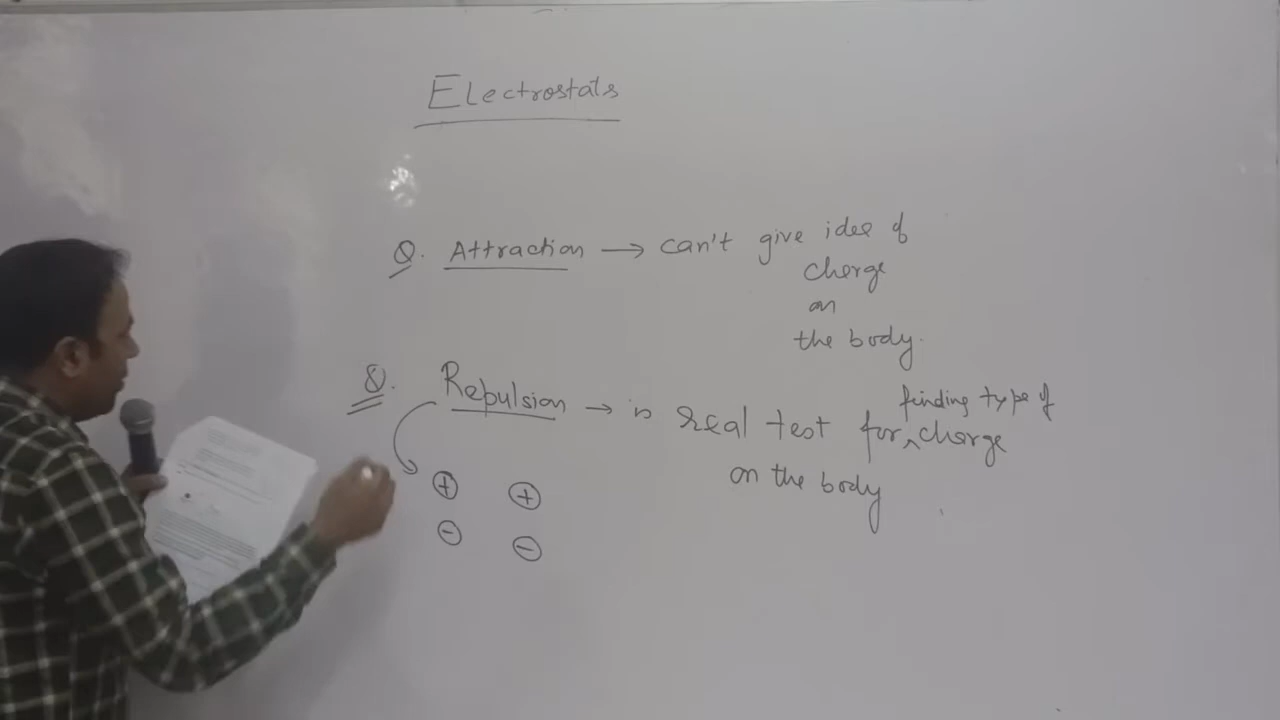 Electrostats
Q. Attraction → can't give idea of
charge
on
the body.
Q. Repulsion → is real test for ^ charge
finding type of
on the body
+ +
- -